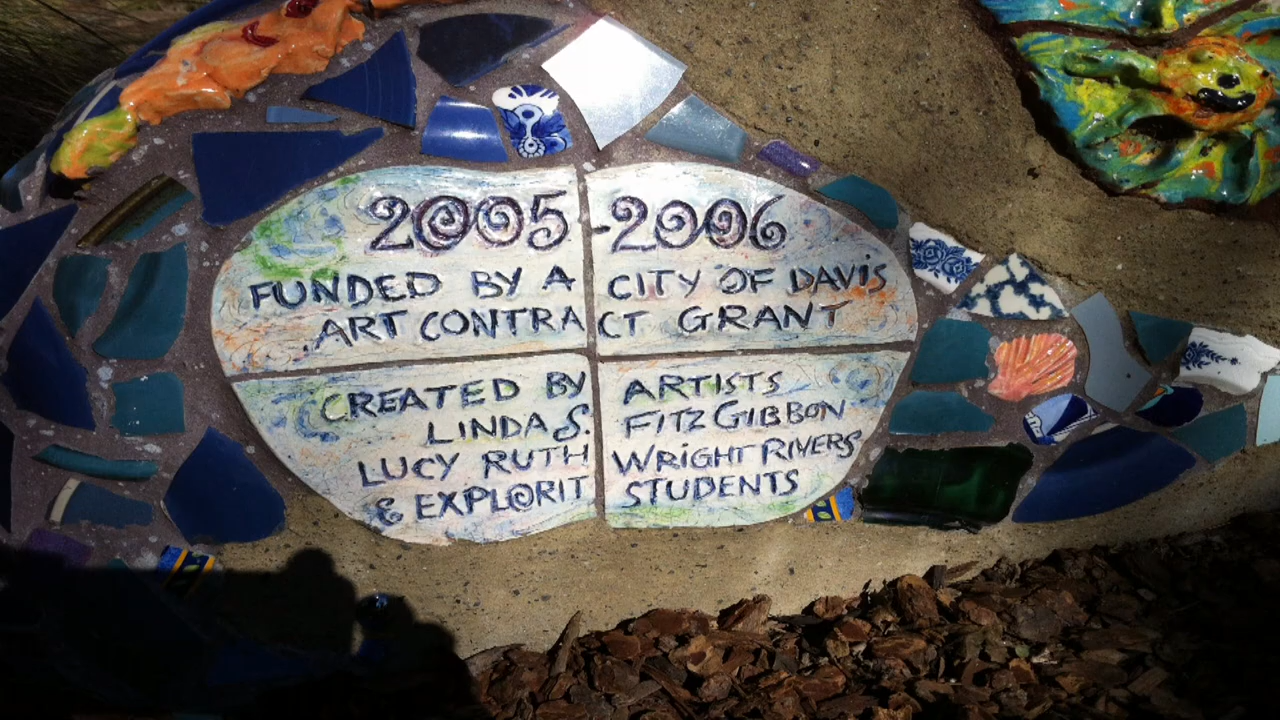 2005-2006
FUNDED BY A CITY OF DAVIS
ART CONTRACT GRANT
CREATED BY ARTISTS
LINDA S. FITZGIBBON
LUCY RUTH WRIGHT RIVERS
& EXPLORIT STUDENTS